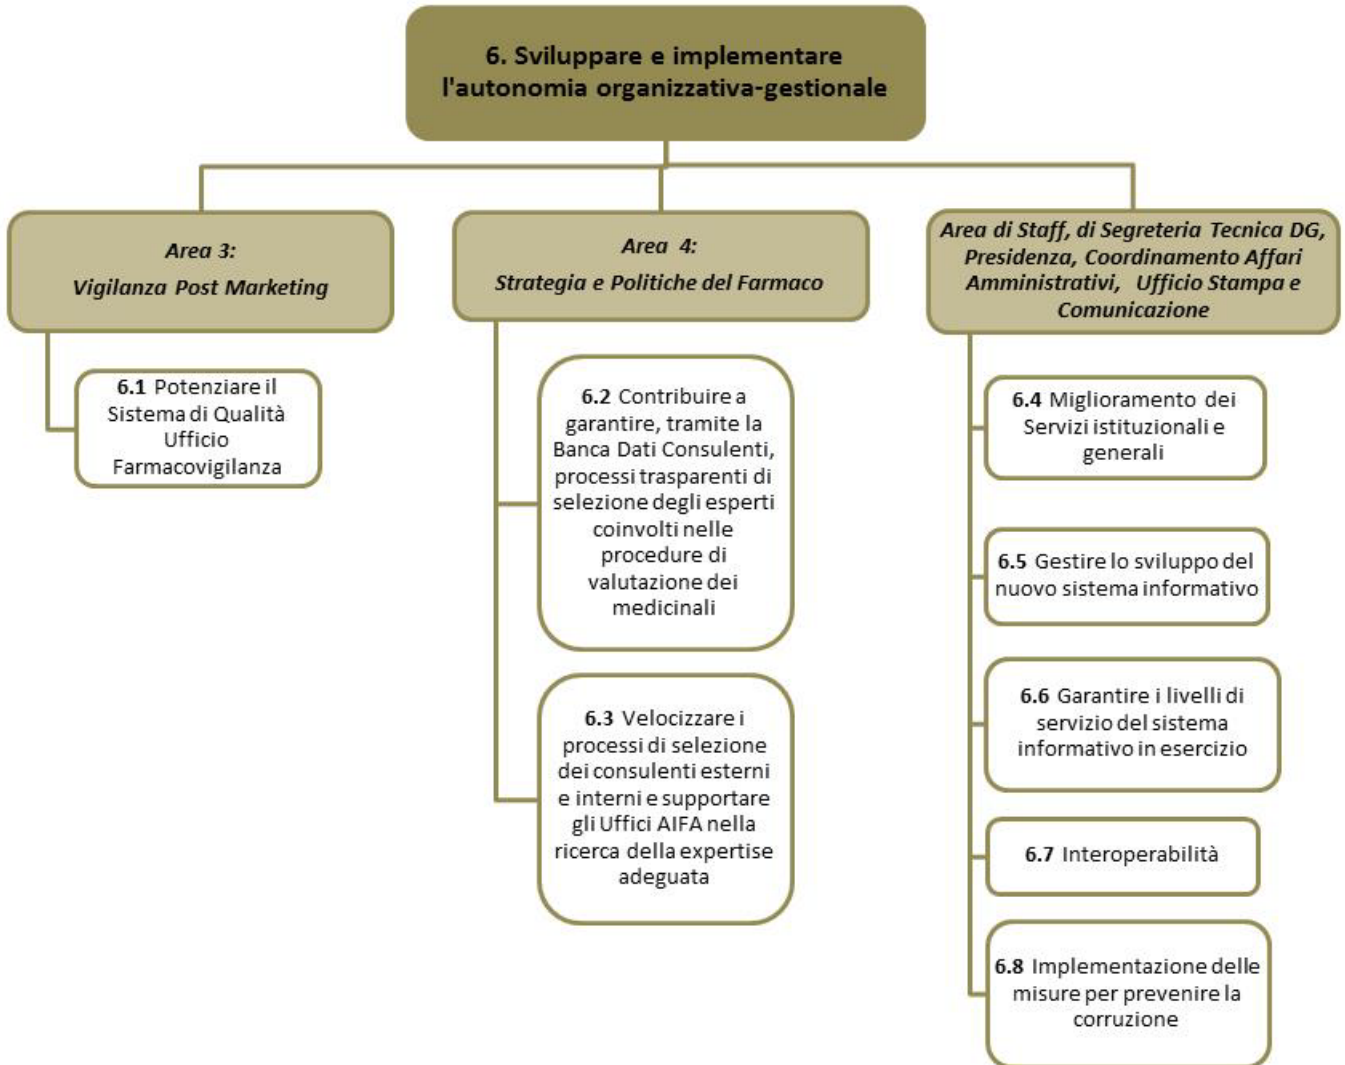 6. Sviluppare e implementare
l'autonomia organizzativa-gestionale
Area 3:
Vigilanza Post Marketing
6.1 Potenziare il
Sistema di Qualità
Ufficio
Farmacovigilanza
Area 4:
Strategia e Politiche del Farmaco
6.2 Contribuire a
garantire, tramite la
Banca Dati Consulenti,
processi trasparenti di
selezione degli esperti
coinvolti nelle
procedure di
valutazione dei
medicinali
6.3 Velocizzare i
processi di selezione
dei consulenti esterni
e interni e supportare
gli Uffici AIFA nella
ricerca della expertise
adeguata
Area di Staff, di Segreteria Tecnica DG,
Presidenza, Coordinamento Affari
Amministrativi, Ufficio Stampa e
Comunicazione
6.4 Miglioramento dei
Servizi istituzionali e
generali
6.5 Gestire lo sviluppo del
nuovo sistema informativo
6.6 Garantire i livelli di
servizio del sistema
informativo in esercizio
6.7 Interoperabilità
6.8 Implementazione delle
misure per prevenire la
corruzione